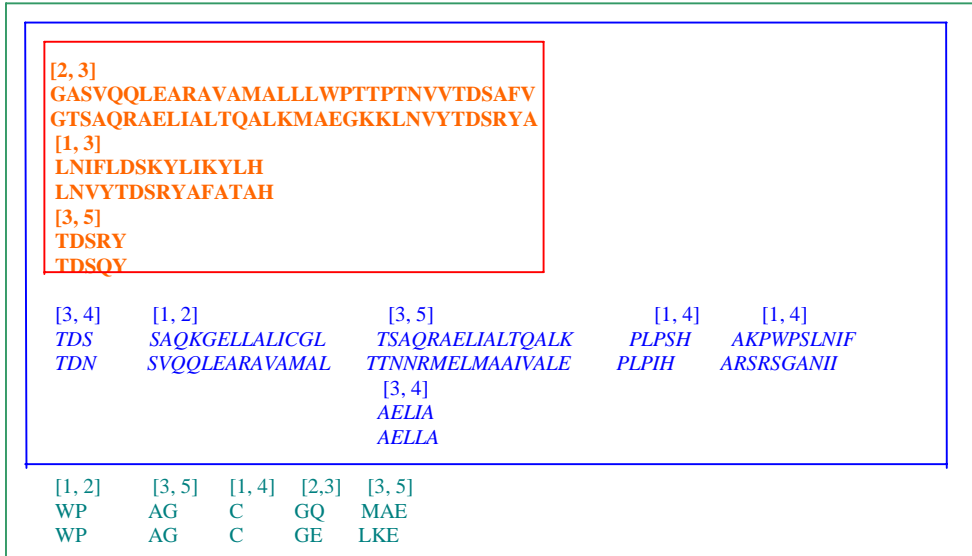 [2, 3]
GASVQQLEARAVAMALLLWPTTPTNVVTDSAFV
GTSAQRAELIALTQALKMAEGKKLNVYTDSRYA
[1, 3]
LNIFLDSKYLIKYLH
LNVYTDSRYAFATAH
[3, 5]
TDSRY
TDSQY
[3, 4] [1, 2] [3, 5] [1, 4] [1, 4]
TDS SAQKGELLALICGL TSAQRAELIALTQALK PLPSH AKPWPSLNIF
TDN SVQQLEARAVAMAL TTNNRMELMAAIVALE PLPIH ARSRSGANII
[3, 4]
AELIA
AELLA
[1, 2] [3, 5] [1, 4] [2,3] [3, 5]
WP AG C GQ MAE
WP AG C GE LKE